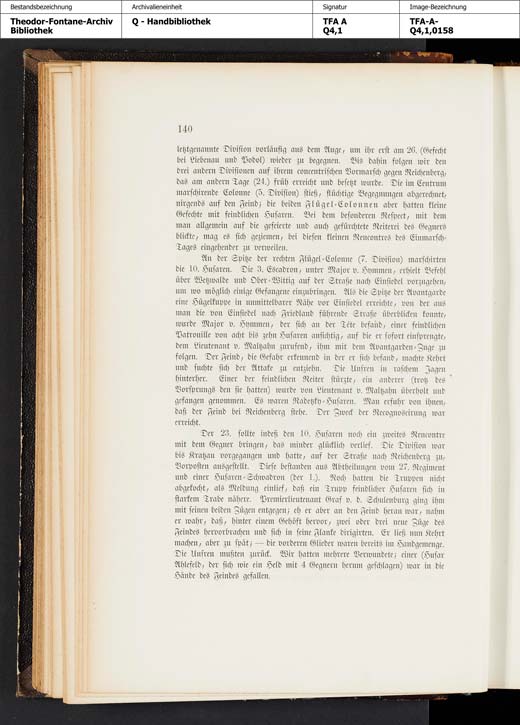 Bestandsbezeichnung
Archivalieneinheit
Signatur
Image-Bezeichnung
Theodor-Fontane-Archiv
Bibliothek
Q - Handbibliothek
TFA A
Q4,1
TFA-A-
Q4,1,0158
140
letztgenannte Division vorläufig aus dem Auge, um ihr erst am 26. (Gefecht
bei Liebenau und Podol) wieder zu begegnen. Bis dahin folgen wir den
drei andern Divisionen auf ihrem concentrischen Vormarsch gegen Reichenberg,
das am andern Tage (24.) früh erreicht und besetzt wurde. Die im Centrum
marschirende Colonne (5. Division) stieß, flüchtige Begegnungen abgerechnet,
nirgends auf den Feind; die beiden Flügel-Colonnen aber hatten kleine
Gefechte mit feindlichen Husaren. Bei dem besonderen Respect, mit dem
man allgemein auf die gefeierte und auch gefürchtete Reiterei des Gegners
blickte, mag es sich geziemen, bei diesen kleinen Rencontres des Einmarsch-
Tages eingehender zu verweilen.
An der Spitze der rechten Flügel-Colonne (7. Division) marschirten
die 10. Husaren. Die 3. Escadron, unter Major v. Hymmen, erhielt Befehl
über Wetzwalde und Ober-Wittig auf der Straße nach Einsiedel vorzugehen,
um wo möglich einige Gefangene einzubringen. Als die Spitze der Avantgarde
eine Hügelkuppe in unmittelbarer Nähe vor Einsiedel erreichte, von der aus
man die von Einsiedel nach Friedland führende Straße überblicken konnte,
wurde Major v. Hymmen, der sich an der Tête befand, einer feindlichen
Patrouille von acht bis zehn Husaren ansichtig, auf die er sofort einsprengte,
dem Lieutenant v. Maltzahn zurufend, ihm mit dem Avantgarden-Zuge zu
folgen. Der Feind, die Gefahr erkennend in der er sich befand, machte Kehrt
und suchte sich der Attake zu entziehn. Die Unsren in raschem Jagen
hinterher. Einer der feindlichen Reiter stürzte, ein anderer (trotz des
Vorsprungs den sie hatten) wurde von Lieutenant v. Maltzahn überholt und
gefangen genommen. Es waren Radetzky-Husaren. Man erfuhr von ihnen,
daß der Feind bei Reichenberg stehe. Der Zweck der Recognoscirung war
erreicht.
Der 23. sollte indeß den 10. Husaren noch ein zweites Rencontre
mit dem Gegner bringen, das minder glücklich verlief. Die Division war
bis Kratzau vorgegangen und hatte, auf der Straße nach Reichenberg zu,
Vorposten ausgestellt. Diese bestanden aus Abtheilungen vom 27. Regiment
und einer Husaren-Schwadron (der 1.). Noch hatten die Truppen nicht
abgekocht, als Meldung einlief, daß ein Trupp feindlicher Husaren sich in
starkem Trabe nähere. Premierlieutenant Graf v. d. Schulenburg ging ihm
mit seinen beiden Zügen entgegen; eh er aber an den Feind heran war, nahm
er wahr, daß, hinter einem Gehöft hervor, zwei oder drei neue Züge des
Feindes hervorbrachen und sich in seine Flanke dirigirten. Er ließ nun Kehrt
machen, aber zu spät; — die vorderen Glieder waren bereits im Handgemenge.
Die Unsren mußten zurück. Wir hatten mehrere Verwundete; einer (Husar
Ahlefeld, der sich wie ein Held mit 4 Gegnern herum geschlagen) war in die
Hände des Feindes gefallen.